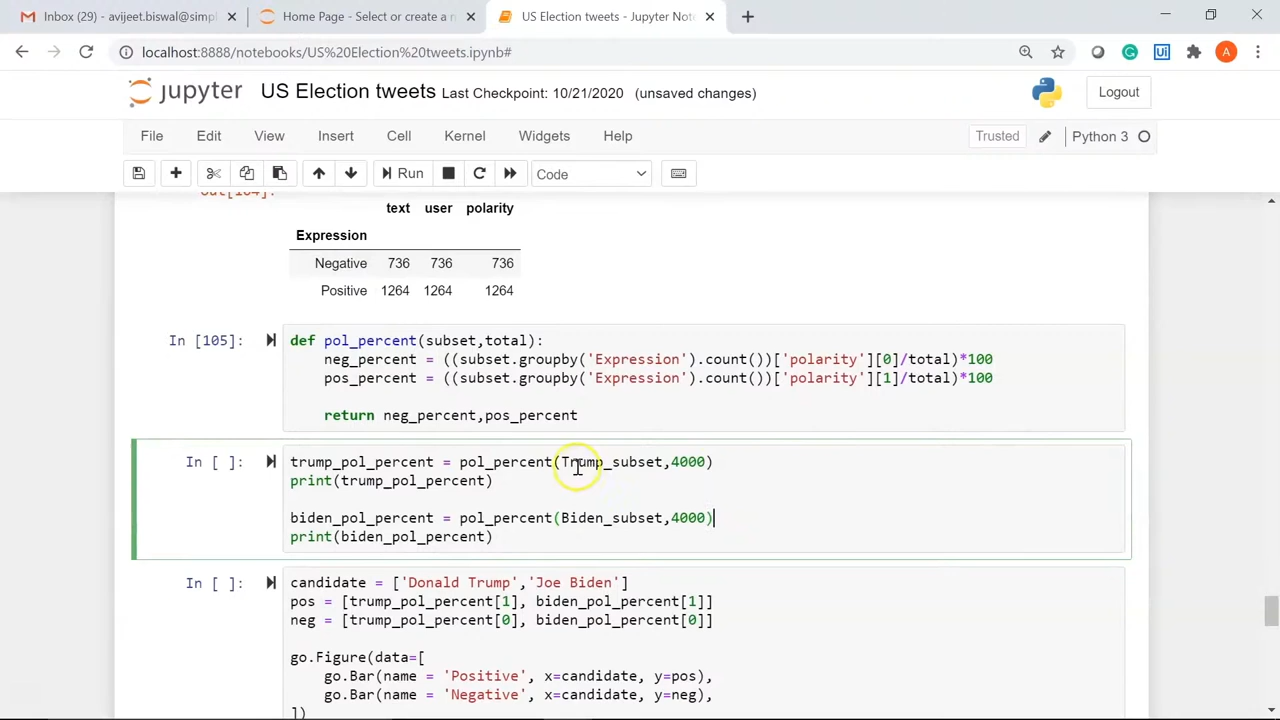 Inbox (29) - avijeet.biswal@simpl
Home Page - Select or create a n
US Election tweets - Jupyter Note
localhost:8888/notebooks/US%20Election%20tweets.ipynb#
A
jupyter US Election tweets Last Checkpoint: 10/21/2020 (unsaved changes)
Logout
File Edit View Insert Cell Kernel Widgets Help
Trusted
Python 3
Run
Code
Out[104]:
text user polarity
Expression
Negative 736 736 736
Positive 1264 1264 1264
In [105]:
def pol_percent(subset,total):
    neg_percent = ((subset.groupby('Expression').count())['polarity'][0]/total)*100
    pos_percent = ((subset.groupby('Expression').count())['polarity'][1]/total)*100
    return neg_percent,pos_percent
In [ ]:
trump_pol_percent = pol_percent(Trump_subset,4000)
print(trump_pol_percent)
biden_pol_percent = pol_percent(Biden_subset,4000)
print(biden_pol_percent)
In [ ]:
candidate = ['Donald Trump','Joe Biden']
pos = [trump_pol_percent[1], biden_pol_percent[1]]
neg = [trump_pol_percent[0], biden_pol_percent[0]]
go.Figure(data=[
    go.Bar(name = 'Positive', x=candidate, y=pos),
    go.Bar(name = 'Negative', x=candidate, y=neg),
])